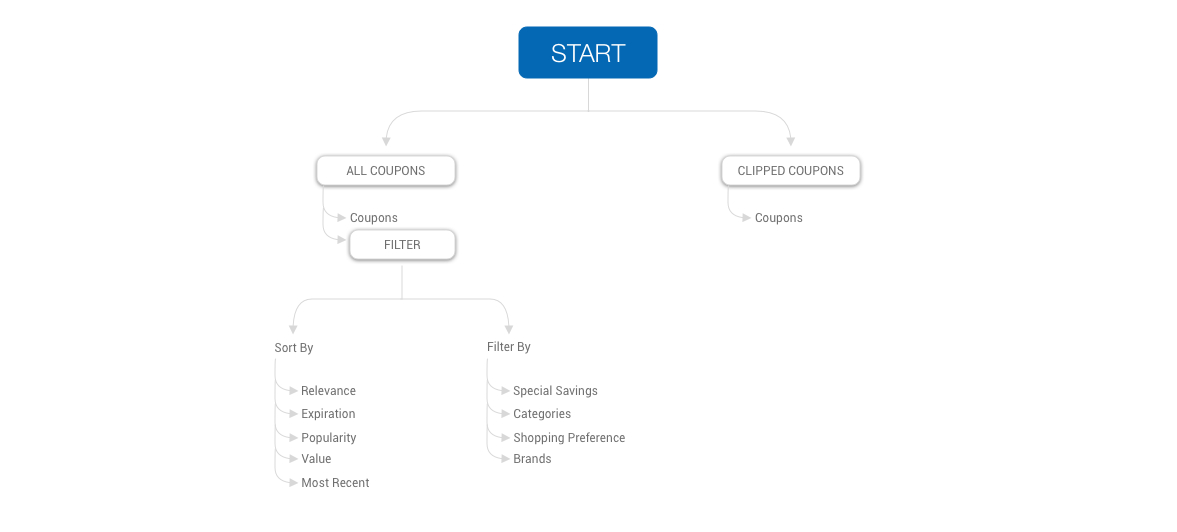 START
ALL COUPONS
CLIPPED COUPONS
Coupons
Coupons
FILTER
Sort By
Filter By
Relevance
Special Savings
Expiration
Categories
Popularity
Shopping Preference
Value
Brands
Most Recent